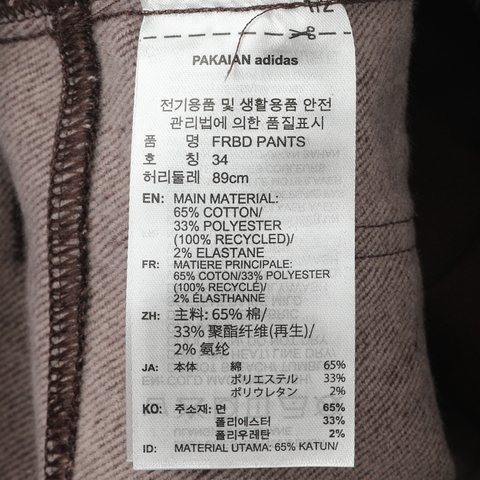 PAKAIAN adidas
전기용품 및 생활용품 안전
관리법에 의한 품질표시
품 명 FRBD PANTS
호 칭 34
허리둘레 89cm
EN: MAIN MATERIAL:
65% COTTON/
33% POLYESTER
(100% RECYCLED)/
2% ELASTANE
FR: MATIERE PRINCIPALE:
65% COTON/33% POLYESTER
(100% RECYCLÉ)/
2% ÉLASTHANNE
ZH: 主料: 65% 棉/
33% 聚酯纤维(再生)/
2% 氨纶
JA: 本体 綿 65%
ポリエステル 33%
ポリウレタン 2%
KO: 주소재: 면 65%
폴리에스터 33%
폴리우레탄 2%
ID: MATERIAL UTAMA: 65% KATUN/